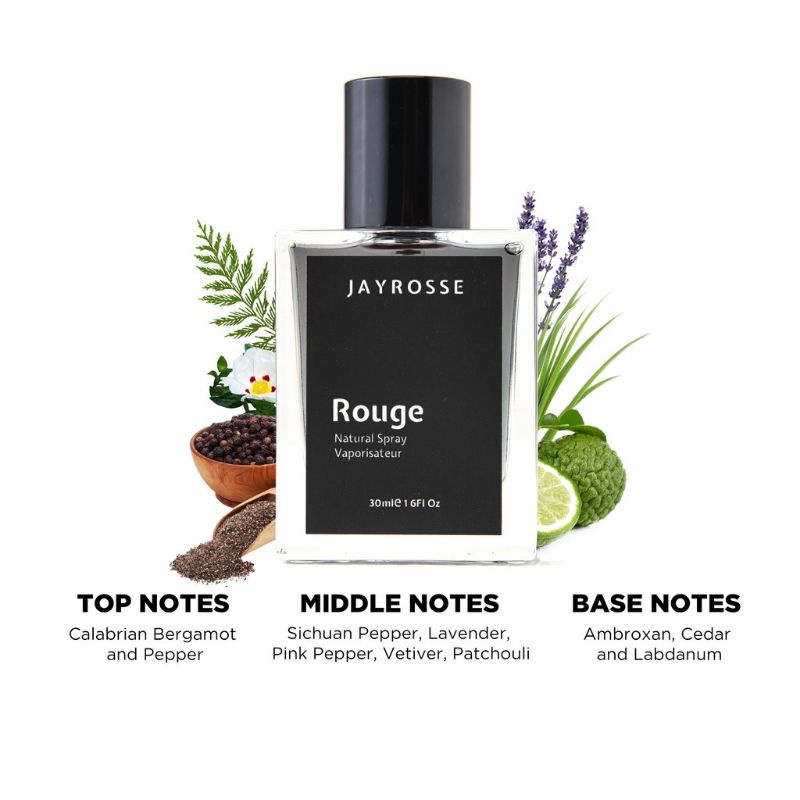 JAYROSSE
Rouge
Natural Spray
Vaporisateur
30ml℮ 1 6Fl Oz
TOP NOTES
Calabrian Bergamot
and Pepper
MIDDLE NOTES
Sichuan Pepper, Lavender,
Pink Pepper, Vetiver, Patchouli
BASE NOTES
Ambroxan, Cedar
and Labdanum